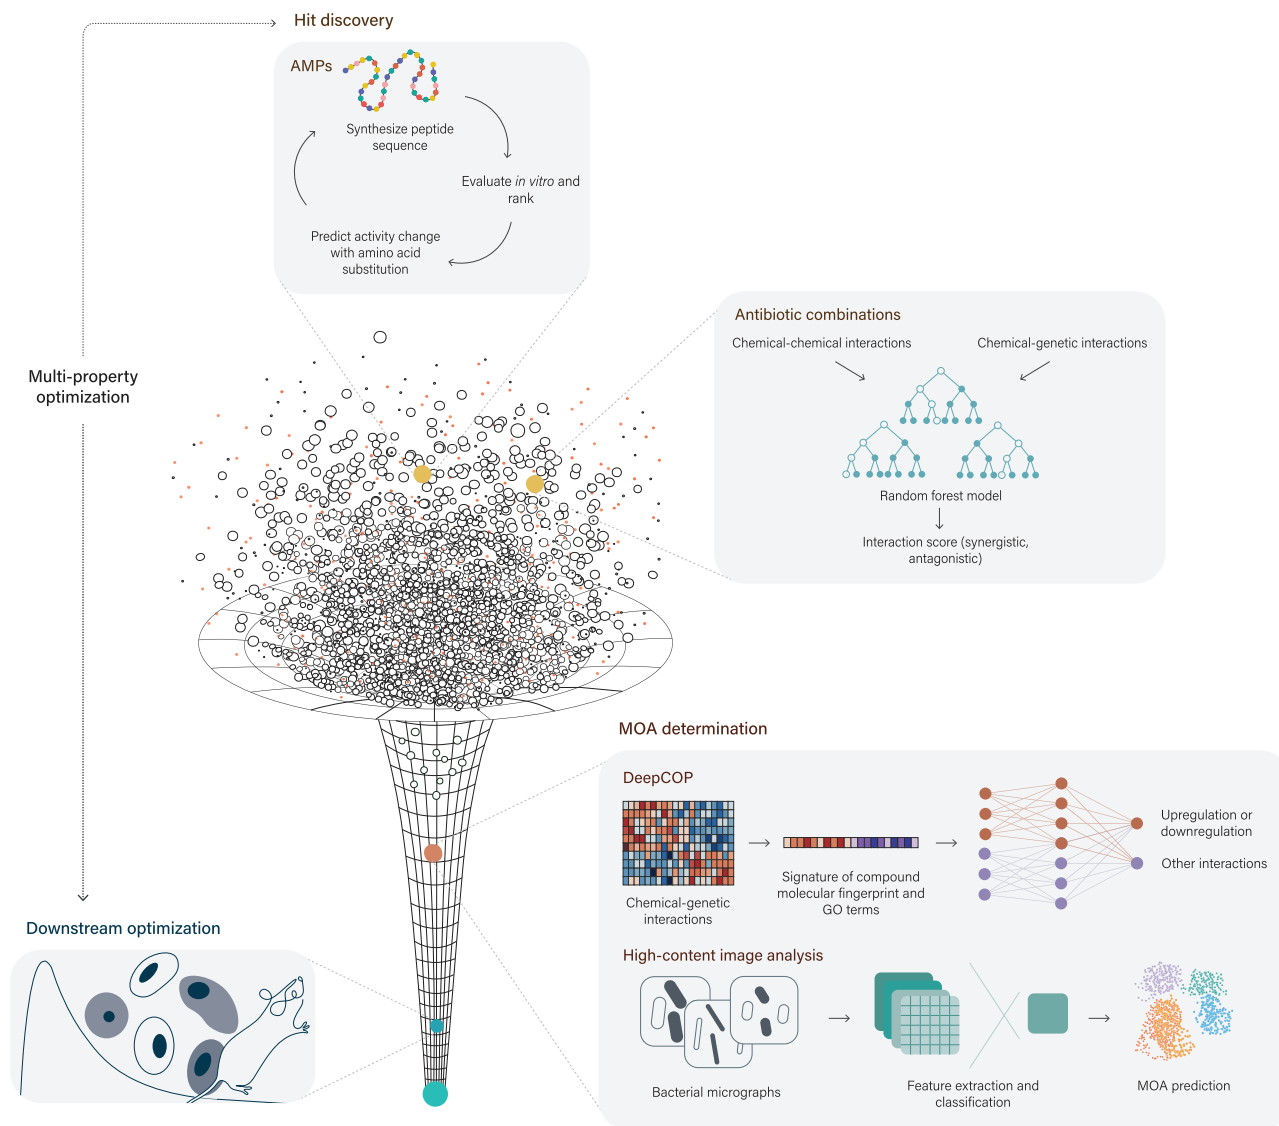 Hit discovery
AMPs
Synthesize peptide
sequence
Evaluate in vitro and
rank
Predict activity change
with amino acid
substitution
Antibiotic combinations
Chemical-chemical interactions
Chemical-genetic interactions
Random forest model
Interaction score (synergistic,
antagonistic)
Multi-property
optimization
MOA determination
DeepCOP
Chemical-genetic
interactions
Signature of compound
molecular fingerprint and
GO terms
Upregulation or
downregulation
Other interactions
High-content image analysis
Bacterial micrographs
Feature extraction and
classification
MOA prediction
Downstream optimization